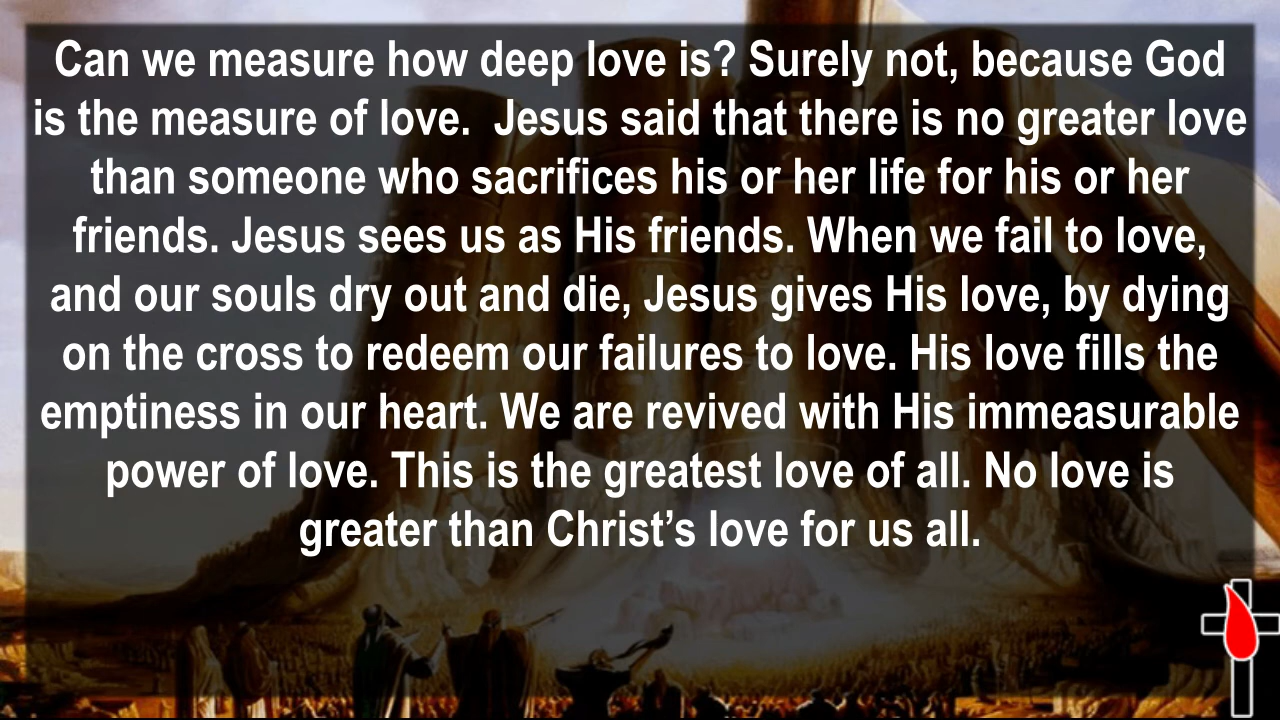 Can we measure how deep love is? Surely not, because God
is the measure of love.  Jesus said that there is no greater love
than someone who sacrifices his or her life for his or her
friends. Jesus sees us as His friends. When we fail to love,
and our souls dry out and die, Jesus gives His love, by dying
on the cross to redeem our failures to love. His love fills the
emptiness in our heart. We are revived with His immeasurable
power of love. This is the greatest love of all. No love is
greater than Christ’s love for us all.